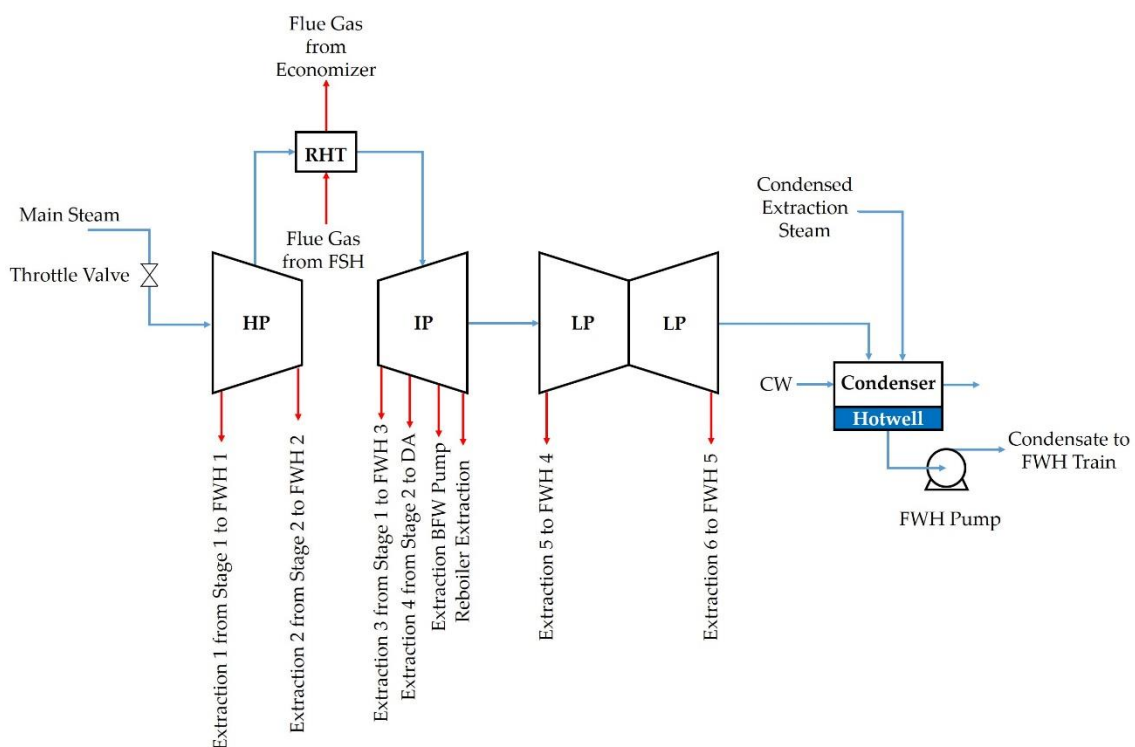 Flue Gas
from
Economizer
RHT
Main Steam
Flue Gas
from FSH
Throttle Valve
HP
IP
LP
LP
Condensed
Extraction
Steam
CW
Condenser
Hotwell
Condensate to
FWH Train
FWH Pump
Extraction 1 from Stage 1 to FWH 1
Extraction 2 from Stage 2 to FWH 2
Extraction 3 from Stage 1 to FWH 3
Extraction 4 from Stage 2 to DA
Extraction BFW Pump
Reboiler Extraction
Extraction 5 to FWH 4
Extraction 6 to FWH 5